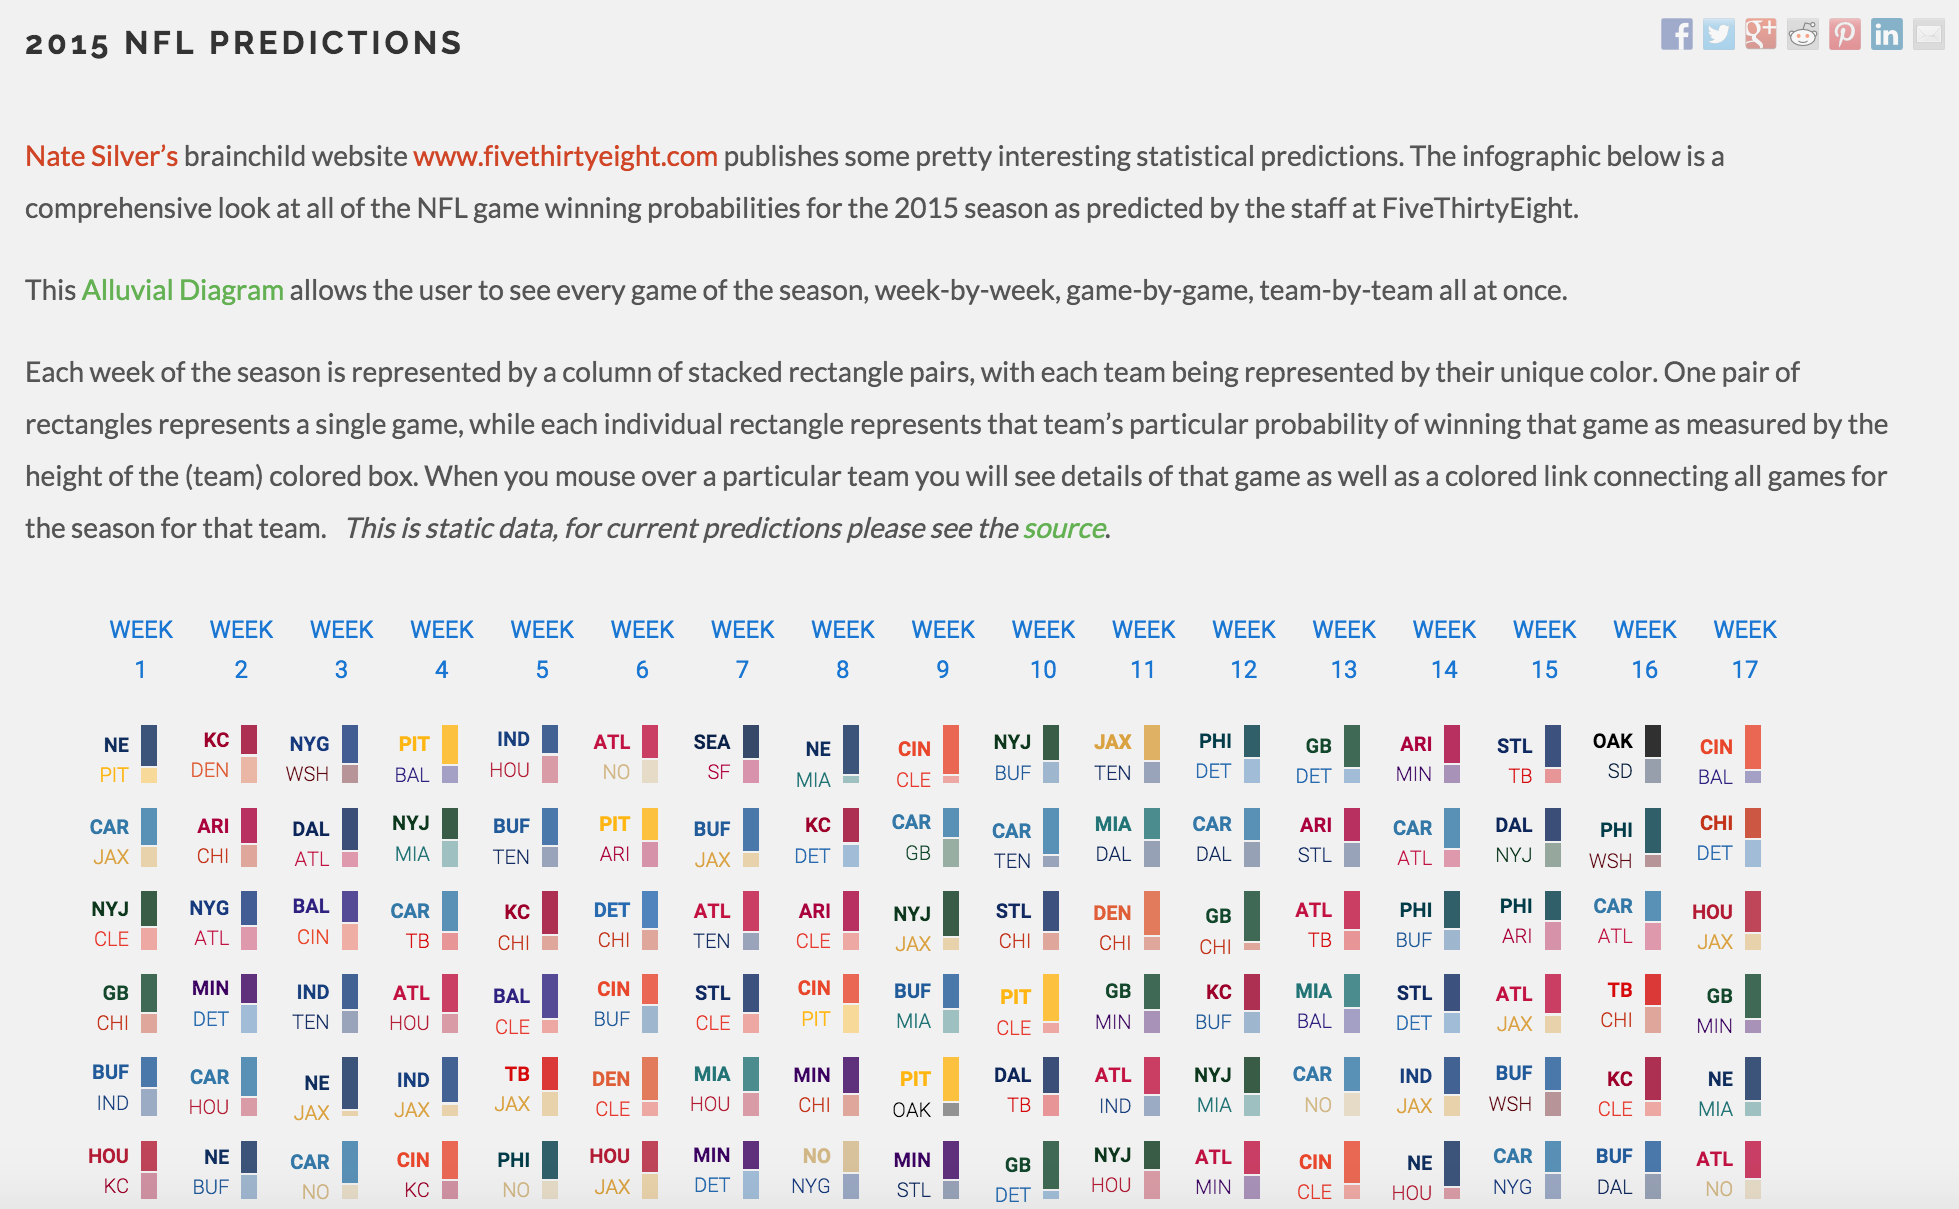 2015 NFL PREDICTIONS
Nate Silver’s brainchild website www.fivethirtyeight.com publishes some pretty interesting statistical predictions. The infographic below is a
comprehensive look at all of the NFL game winning probabilities for the 2015 season as predicted by the staff at FiveThirtyEight.
This Alluvial Diagram allows the user to see every game of the season, week-by-week, game-by-game, team-by-team all at once.
Each week of the season is represented by a column of stacked rectangle pairs, with each team being represented by their unique color. One pair of
rectangles represents a single game, while each individual rectangle represents that team’s particular probability of winning that game as measured by the
height of the (team) colored box. When you mouse over a particular team you will see details of that game as well as a colored link connecting all games for
the season for that team. This is static data, for current predictions please see the source.
WEEK WEEK WEEK WEEK WEEK WEEK WEEK WEEK WEEK WEEK WEEK WEEK WEEK WEEK WEEK WEEK WEEK
1 2 3 4 5 6 7 8 9 10 11 12 13 14 15 16 17
NE KC NYG PIT IND ATL SEA NE CIN NYJ JAX PHI GB ARI STL OAK CIN
PIT DEN WSH BAL HOU NO SF MIA CLE BUF TEN DET DET MIN TB SD BAL
CAR ARI DAL NYJ BUF PIT BUF KC CAR CAR MIA CAR ARI CAR DAL PHI CHI
JAX CHI ATL MIA TEN ARI JAX DET GB TEN DAL DAL STL ATL NYJ WSH DET
NYJ NYG BAL CAR KC DET ATL ARI NYJ STL DEN GB ATL PHI PHI CAR HOU
CLE ATL CIN TB CHI CHI TEN CLE JAX CHI CHI CHI TB BUF ARI ATL JAX
GB MIN IND ATL BAL CIN STL CIN BUF PIT GB KC MIA STL ATL TB GB
CHI DET TEN HOU CLE BUF CLE PIT MIA CLE MIN BUF BAL DET JAX CHI MIN
BUF CAR NE IND TB DEN MIA MIN PIT DAL ATL NYJ CAR IND BUF KC NE
IND HOU JAX JAX JAX CLE HOU CHI OAK TB IND MIA NO JAX WSH CLE MIA
HOU NE CAR CIN PHI HOU MIN NO MIN GB NYJ ATL CIN NE CAR BUF ATL
KC BUF NO KC NO JAX DET NYG STL DET HOU MIN CLE HOU NYG DAL NO